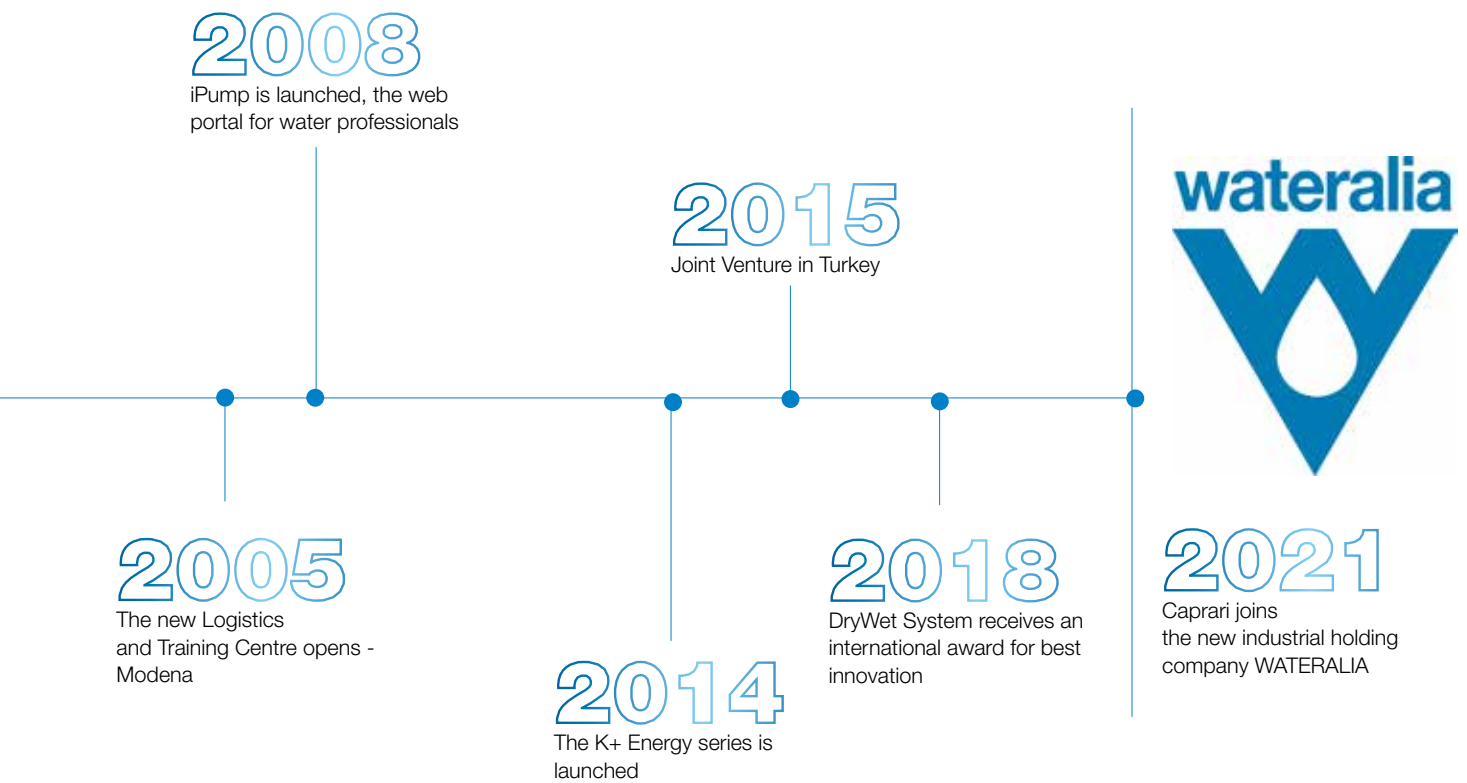 2008
iPump is launched, the web
portal for water professionals
2015
Joint Venture in Turkey
wateralia
2005
The new Logistics
and Training Centre opens -
Modena
2014
The K+ Energy series is
launched
2018
DryWet System receives an
international award for best
innovation
2021
Caprari joins
the new industrial holding
company WATERALIA